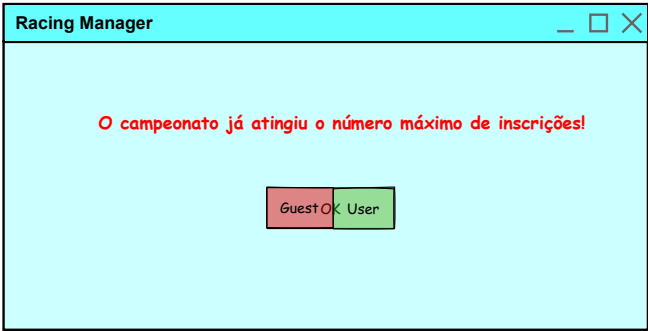 Racing Manager
O campeonato já atingiu o número máximo de inscrições!
Guest OK User